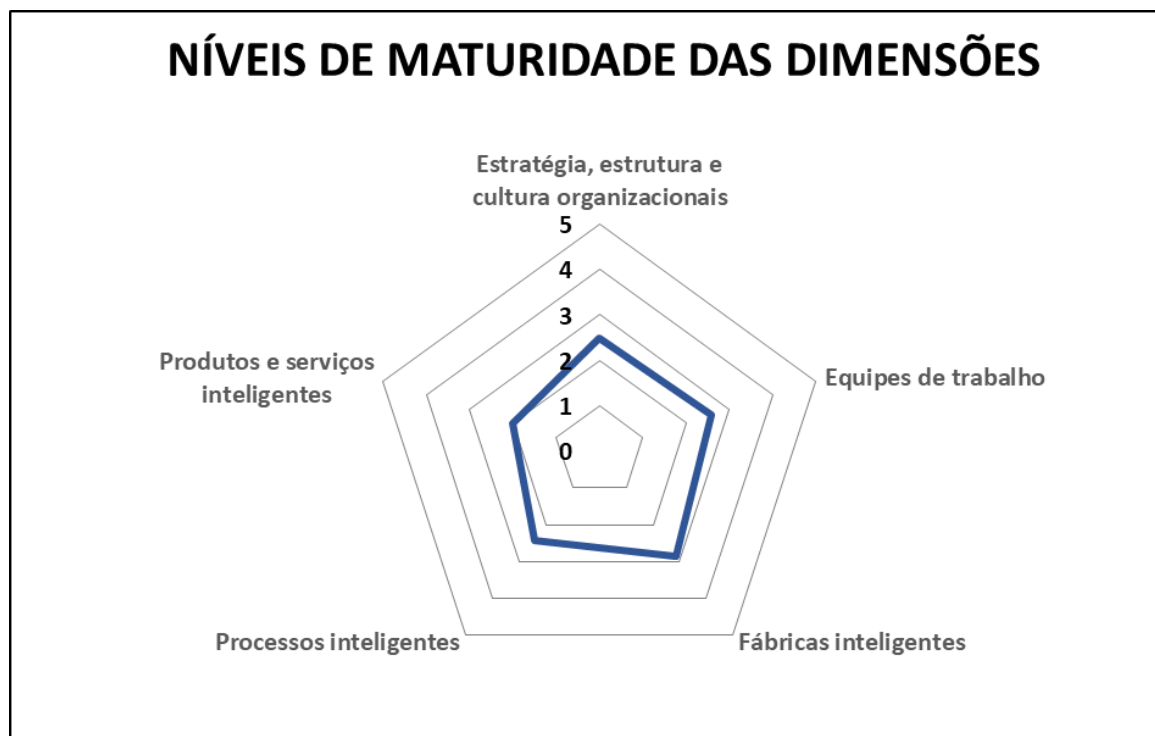 NÍVEIS DE MATURIDADE DAS DIMENSÕES
Estratégia, estrutura e
cultura organizacionais
5
4
3
2
1
0
Equipes de trabalho
Fábricas inteligentes
Processos inteligentes
Produtos e serviços
inteligentes